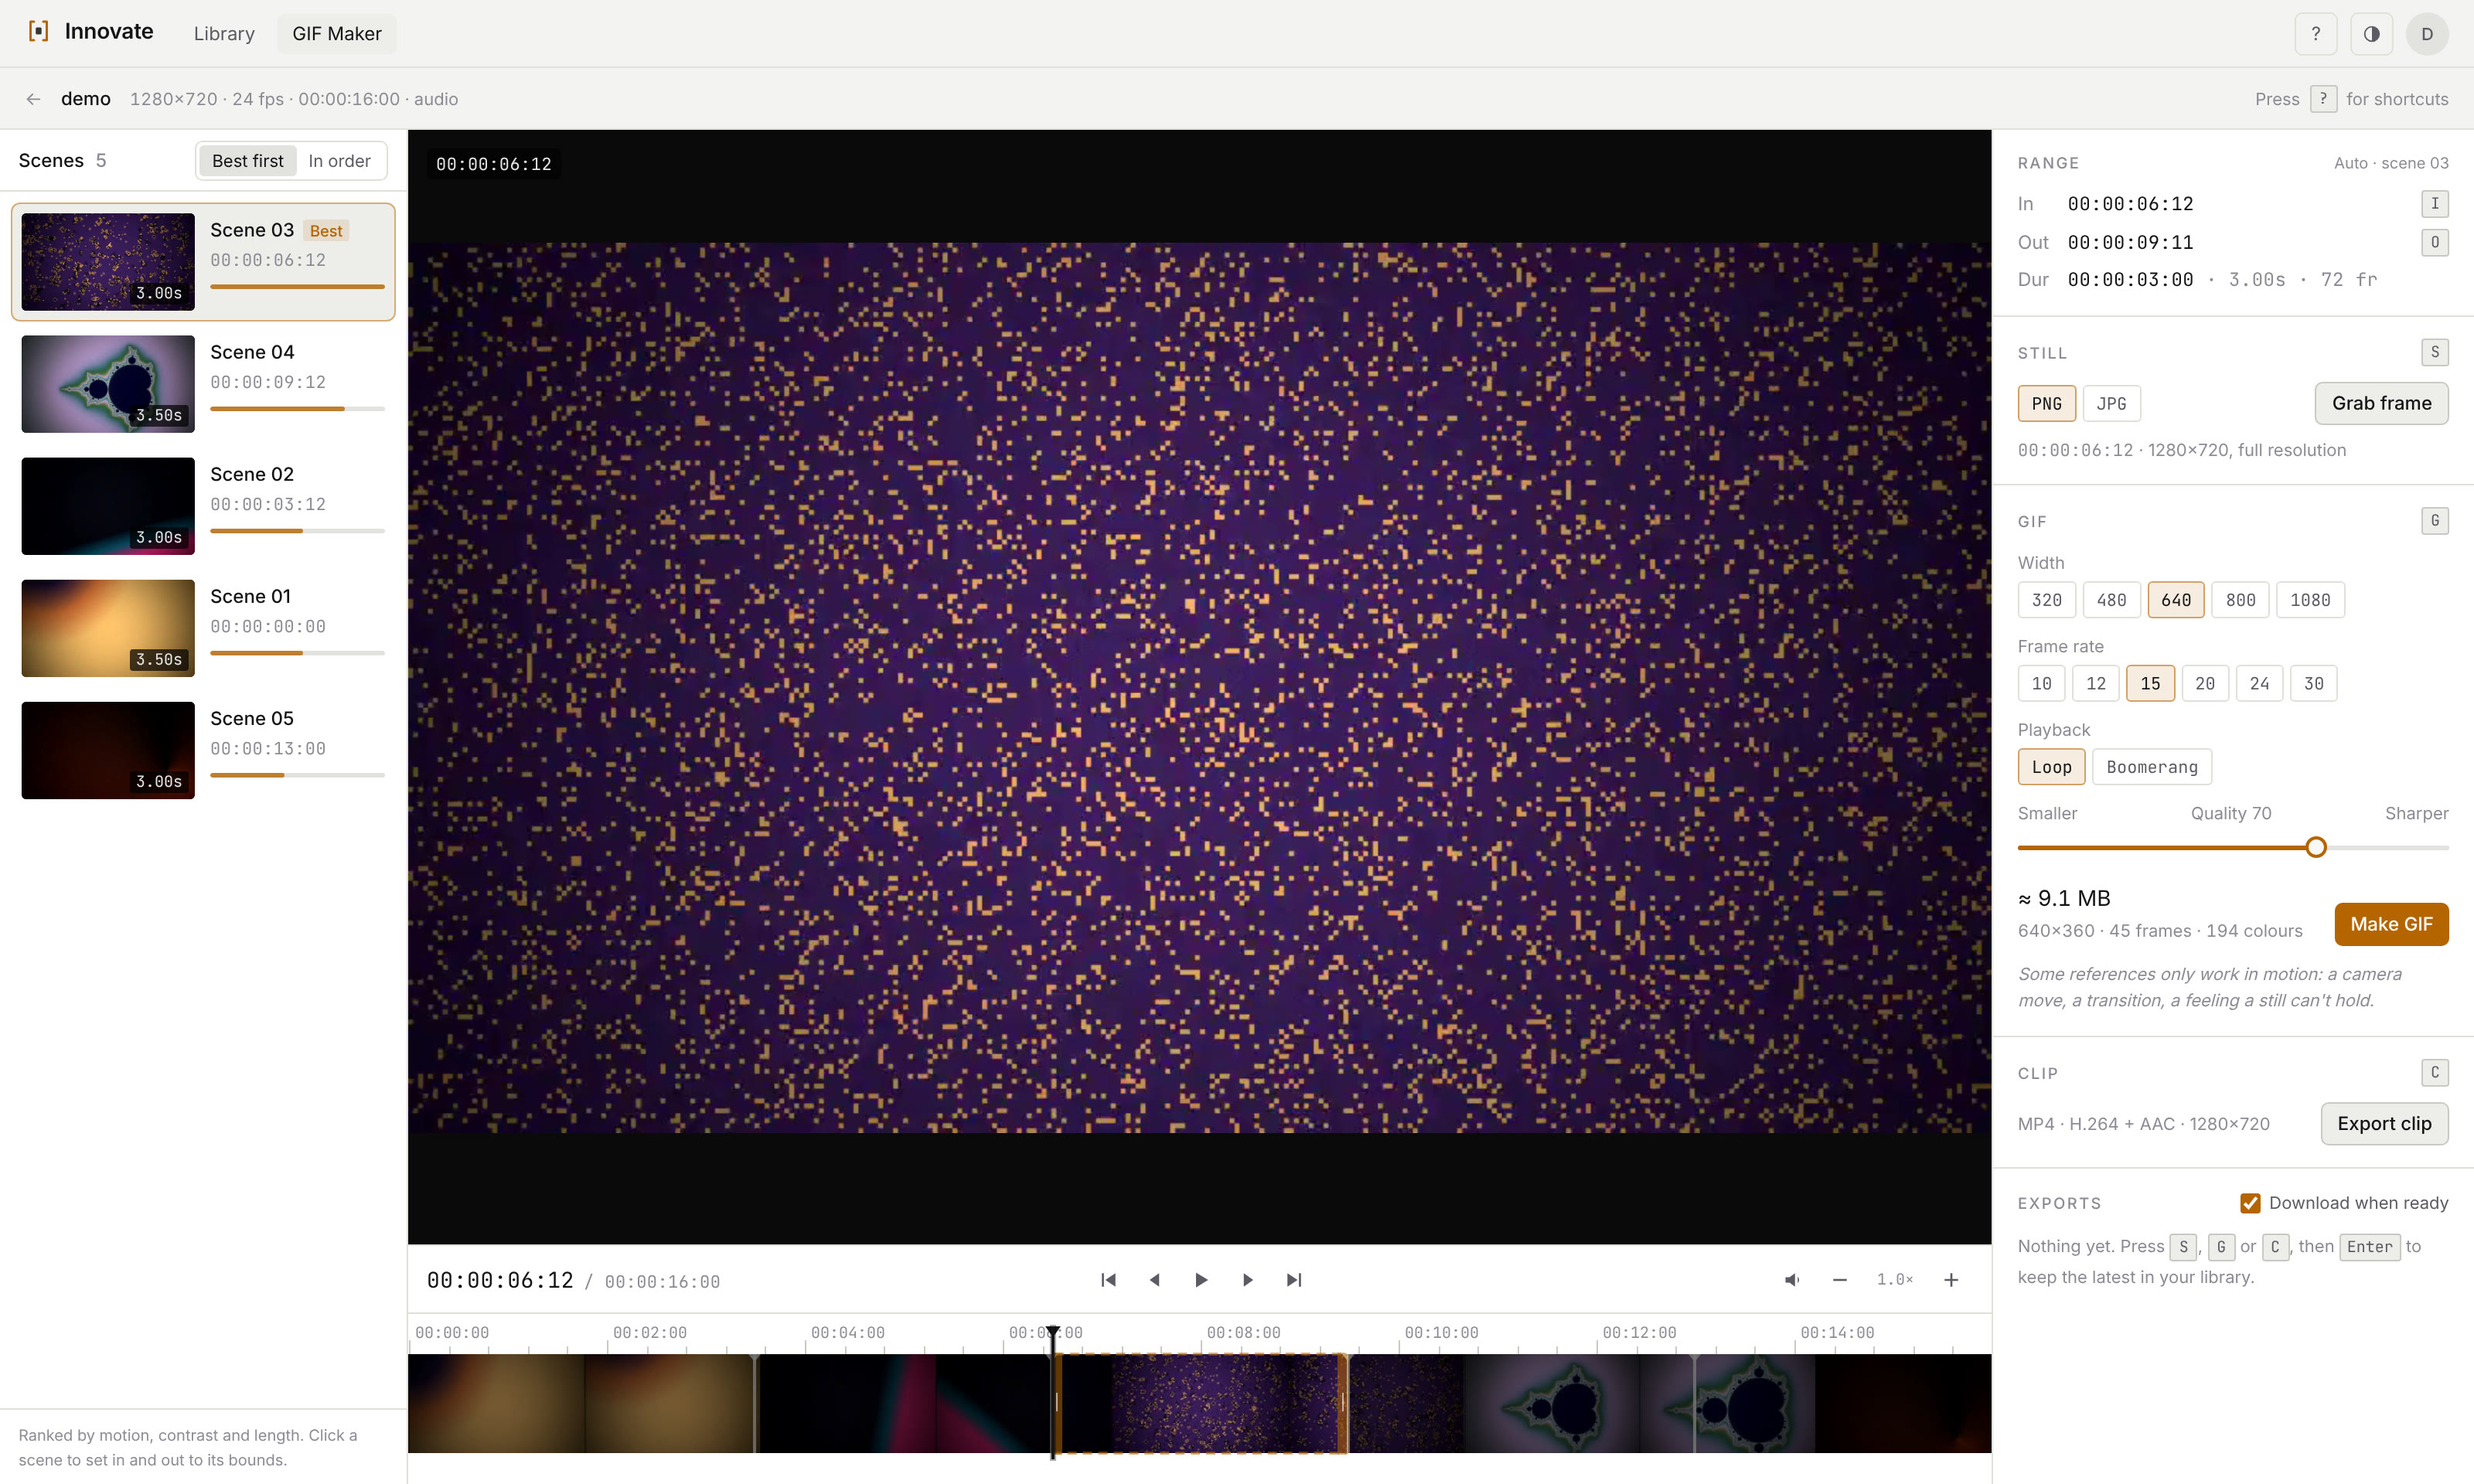 Innovate Library GIF Maker ? D
← demo 1280×720 · 24 fps · 00:00:16:00 · audio Press ? for shortcuts
Scenes 5 Best first In order
Scene 03 Best
00:00:06:12
3.00s
Scene 04
00:00:09:12
3.50s
Scene 02
00:00:03:12
3.00s
Scene 01
00:00:00:00
3.50s
Scene 05
00:00:13:00
3.00s
Ranked by motion, contrast and length. Click a
scene to set in and out to its bounds.
00:00:06:12
00:00:06:12 / 00:00:16:00 1.0×
00:00:00 00:02:00 00:04:00 00:08:00 00:10:00 00:12:00 00:14:00
RANGE Auto · scene 03
In 00:00:06:12 I
Out 00:00:09:11 O
Dur 00:00:03:00 · 3.00s · 72 fr
STILL S
PNG JPG Grab frame
00:00:06:12 · 1280×720, full resolution
GIF G
Width
320 480 640 800 1080
Frame rate
10 12 15 20 24 30
Playback
Loop Boomerang
Smaller Quality 70 Sharper
≈ 9.1 MB
640×360 · 45 frames · 194 colours Make GIF
Some references only work in motion: a camera
move, a transition, a feeling a still can't hold.
CLIP C
MP4 · H.264 + AAC · 1280×720 Export clip
EXPORTS Download when ready
Nothing yet. Press S, G or C, then Enter to
keep the latest in your library.